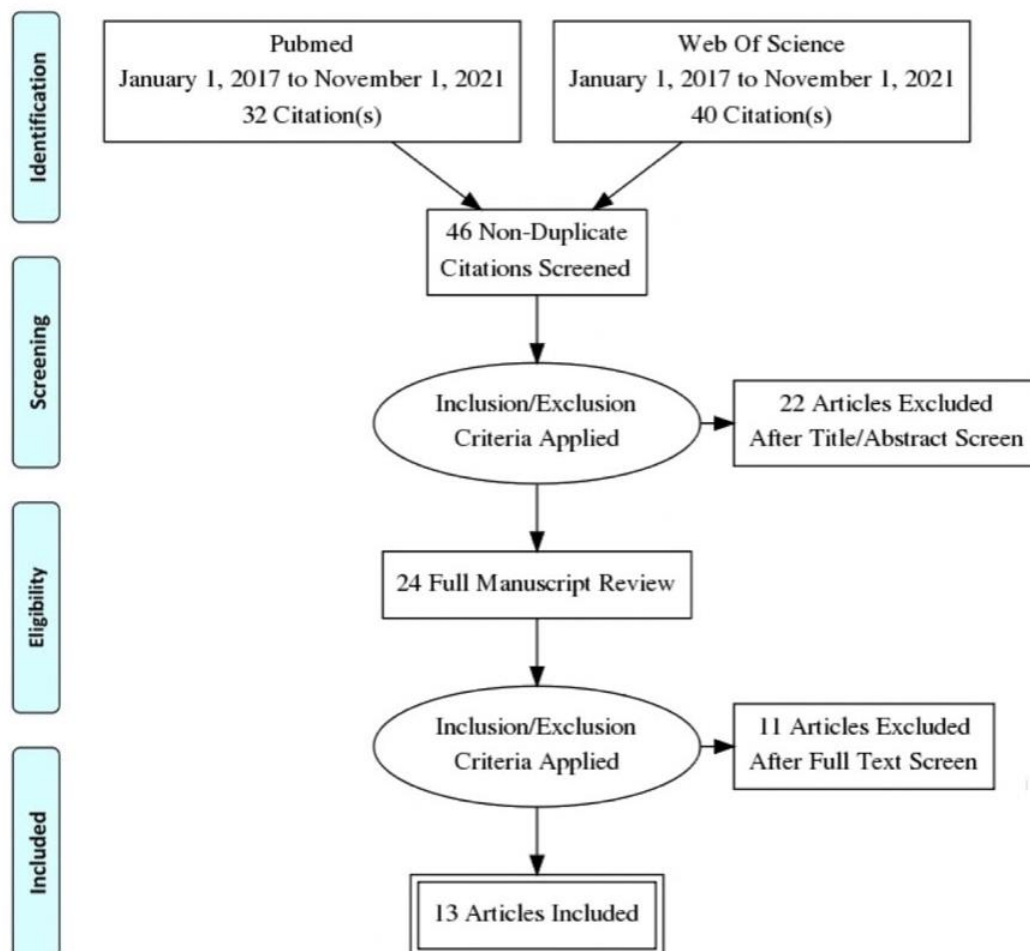 Identification
Pubmed
January 1, 2017 to November 1, 2021
32 Citation(s)
Web Of Science
January 1, 2017 to November 1, 2021
40 Citation(s)
46 Non-Duplicate
Citations Screened
Screening
Inclusion/Exclusion
Criteria Applied
22 Articles Excluded
After Title/Abstract Screen
Eligibility
24 Full Manuscript Review
Inclusion/Exclusion
Criteria Applied
11 Articles Excluded
After Full Text Screen
Included
13 Articles Included